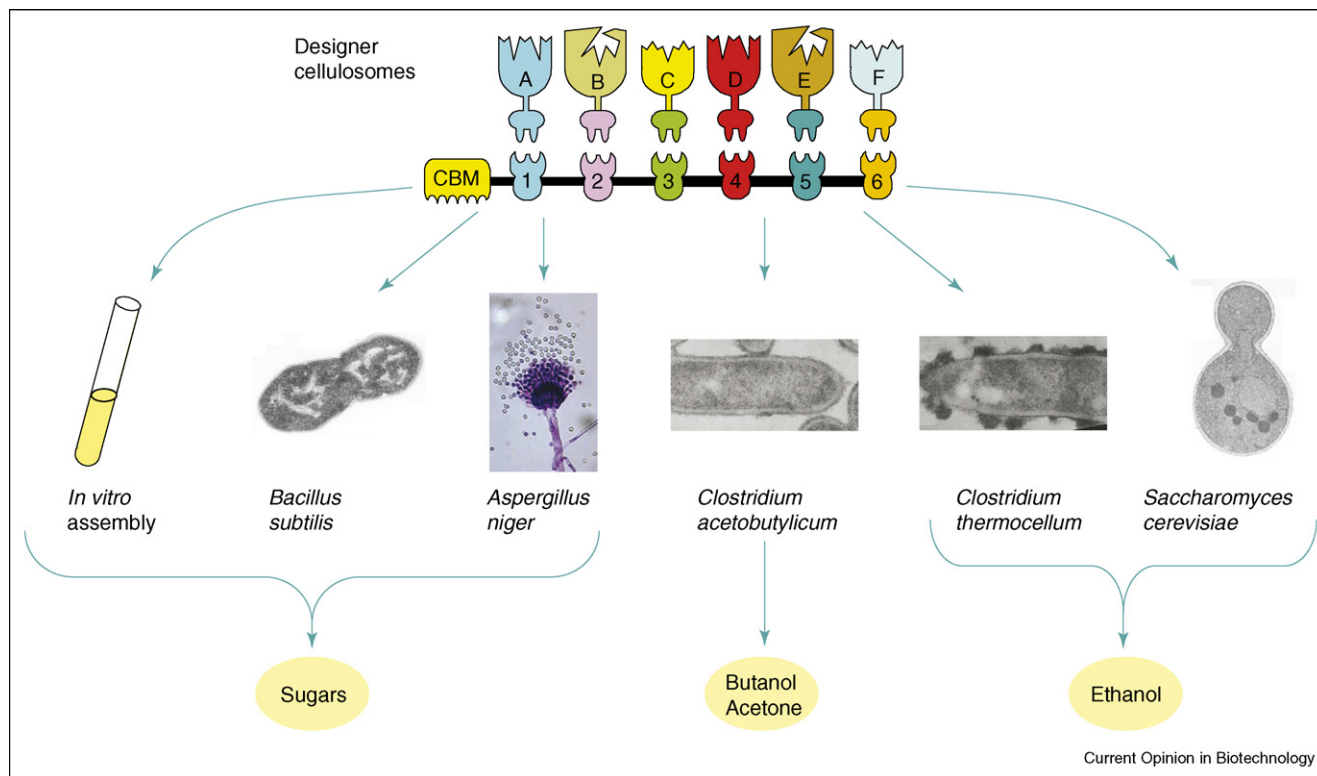 Designer
cellulosomes
A B C D E F
CBM 1 2 3 4 5 6
In vitro
assembly
Bacillus
subtilis
Aspergillus
niger
Clostridium
acetobutylicum
Clostridium
thermocellum
Saccharomyces
cerevisiae
Sugars
Butanol
Acetone
Ethanol
Current Opinion in Biotechnology